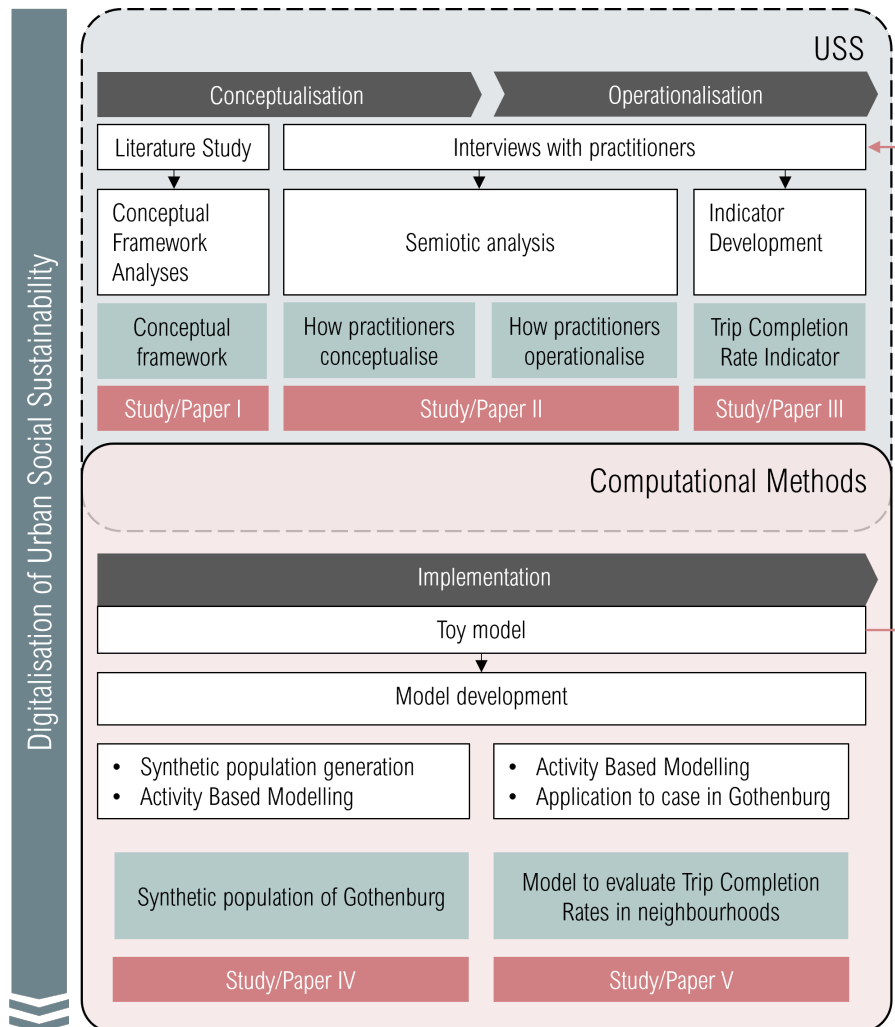 Digitalisation of Urban Social Sustainability
USS
Conceptualisation
Operationalisation
Literature Study
Interviews with practitioners
Conceptual
Framework
Analyses
Semiotic analysis
Indicator
Development
Conceptual
framework
How practitioners
conceptualise
How practitioners
operationalise
Trip Completion
Rate Indicator
Study/Paper I
Study/Paper II
Study/Paper III
Computational Methods
Implementation
Toy model
Model development
• Synthetic population generation
• Activity Based Modelling
• Activity Based Modelling
• Application to case in Gothenburg
Synthetic population of Gothenburg
Model to evaluate Trip Completion
Rates in neighbourhoods
Study/Paper IV
Study/Paper V